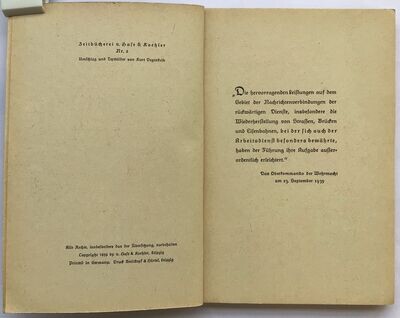 Zeitbücherei v. Hase & Koehler
Nr. 2
Umschlag und Textbilder von Kurt
Alle Rechte, insbesondere das der Übersetzung, vorbehalten
Copyright 1939 by v. Hase & Koehler, Leipzig
Printed in Germany. Druck Breitkopf & Härtel, Leipzig
„Die hervorragenden Leistungen auf dem
Gebiet der Nachrichtenverbindungen der
rückwärtigen Dienste, insbesondere die
Wiederherstellung von Strassen, Brücken
und Eisenbahnen, bei der sich auch der
Arbeitsdienst besonders bewährte,
haben der Führung ihre Aufgabe ausser-
ordentlich erleichtert.“
Das Oberkommando der Wehrmacht
am 23. September 1939